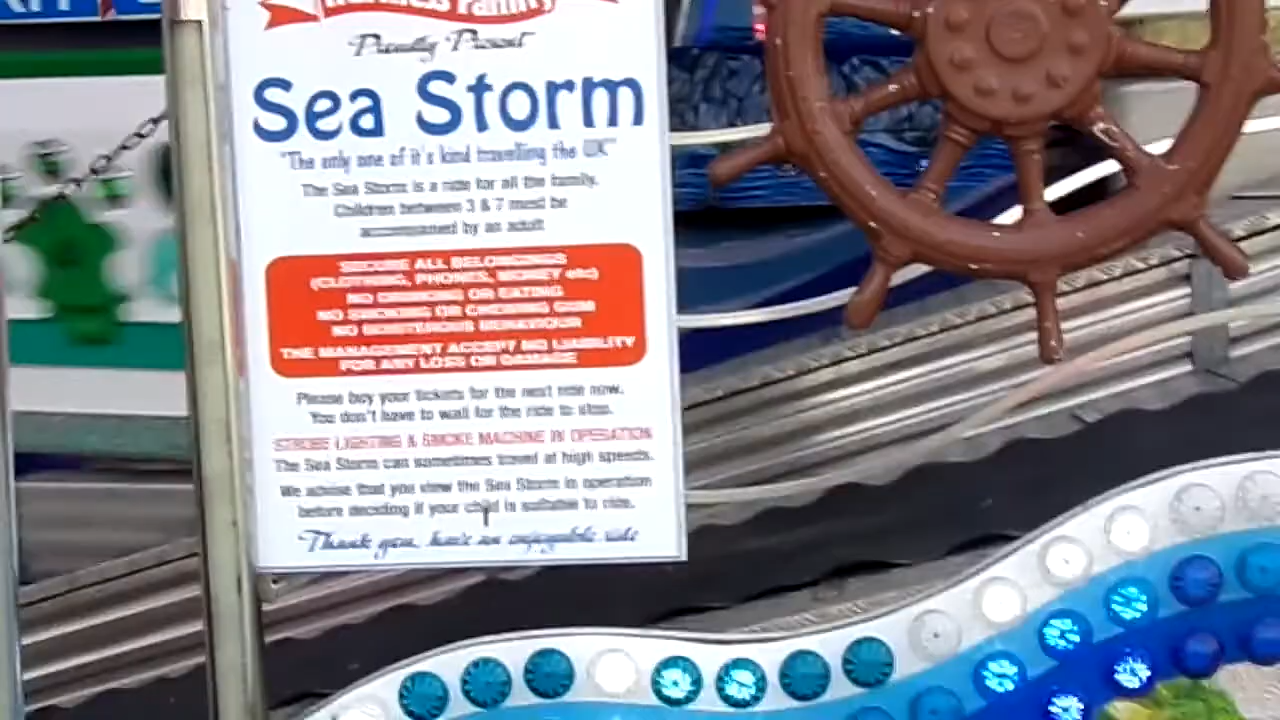 Family
Proudly Present
Sea Storm
"The only one of it's kind travelling the UK"
The Sea Storm is a ride for all the family.
Children between 3 & 7 must be
accompanied by an adult
SECURE ALL BELONGINGS
(CLOTHING, PHONES, MONEY etc)
NO DRINKING OR EATING
NO SMOKING OR CHEWING GUM
NO BOISTEROUS BEHAVIOUR
THE MANAGEMENT ACCEPT NO LIABILITY
FOR ANY LOSS OR DAMAGE
Please buy your tickets for the next ride now.
You don't have to wait for the ride to stop.
STROBE LIGHTING & SMOKE MACHINE IN OPERATION
The Sea Storm can sometimes travel at high speeds.
We advise that you view the Sea Storm in operation
before deciding if your child is suitable to ride.
Thank you, have an enjoyable ride